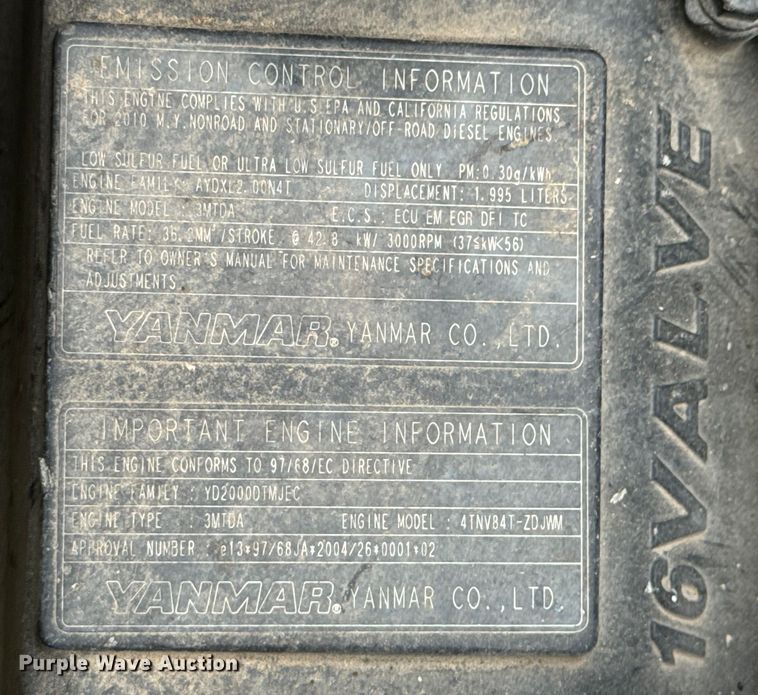 EMISSION CONTROL INFORMATION
THIS ENGINE COMPLIES WITH U.S.EPA AND CALIFORNIA REGULATIONS
FOR 2010 M.Y.NONROAD AND STATIONARY/OFF-ROAD DIESEL ENGINES.
LOW SULFUR FUEL OR ULTRA LOW SULFUR FUEL ONLY PM:0.30g/kWh
ENGINE FAMILY: AYDXL2.00N4T DISPLACEMENT: 1.995 LITERS
ENGINE MODEL: 3MTDA E.C.S.: ECU EM EGR DFI TC
FUEL RATE: 36.2MM³/STROKE @ 42.8 kW/ 3000RPM (37≤kW<56)
REFER TO OWNER'S MANUAL FOR MAINTENANCE SPECIFICATIONS AND
ADJUSTMENTS.
YANMAR® YANMAR CO.,LTD.
IMPORTANT ENGINE INFORMATION
THIS ENGINE CONFORMS TO 97/68/EC DIRECTIVE
ENGINE FAMILY : YD2000DTMJEC
ENGINE TYPE : 3MTDA ENGINE MODEL : 4TNV84T-ZDJWM
APPROVAL NUMBER : e13*97/68JA*2004/26*0001*02
YANMAR® YANMAR CO.,LTD.
16VALVE
Purple Wave Auction